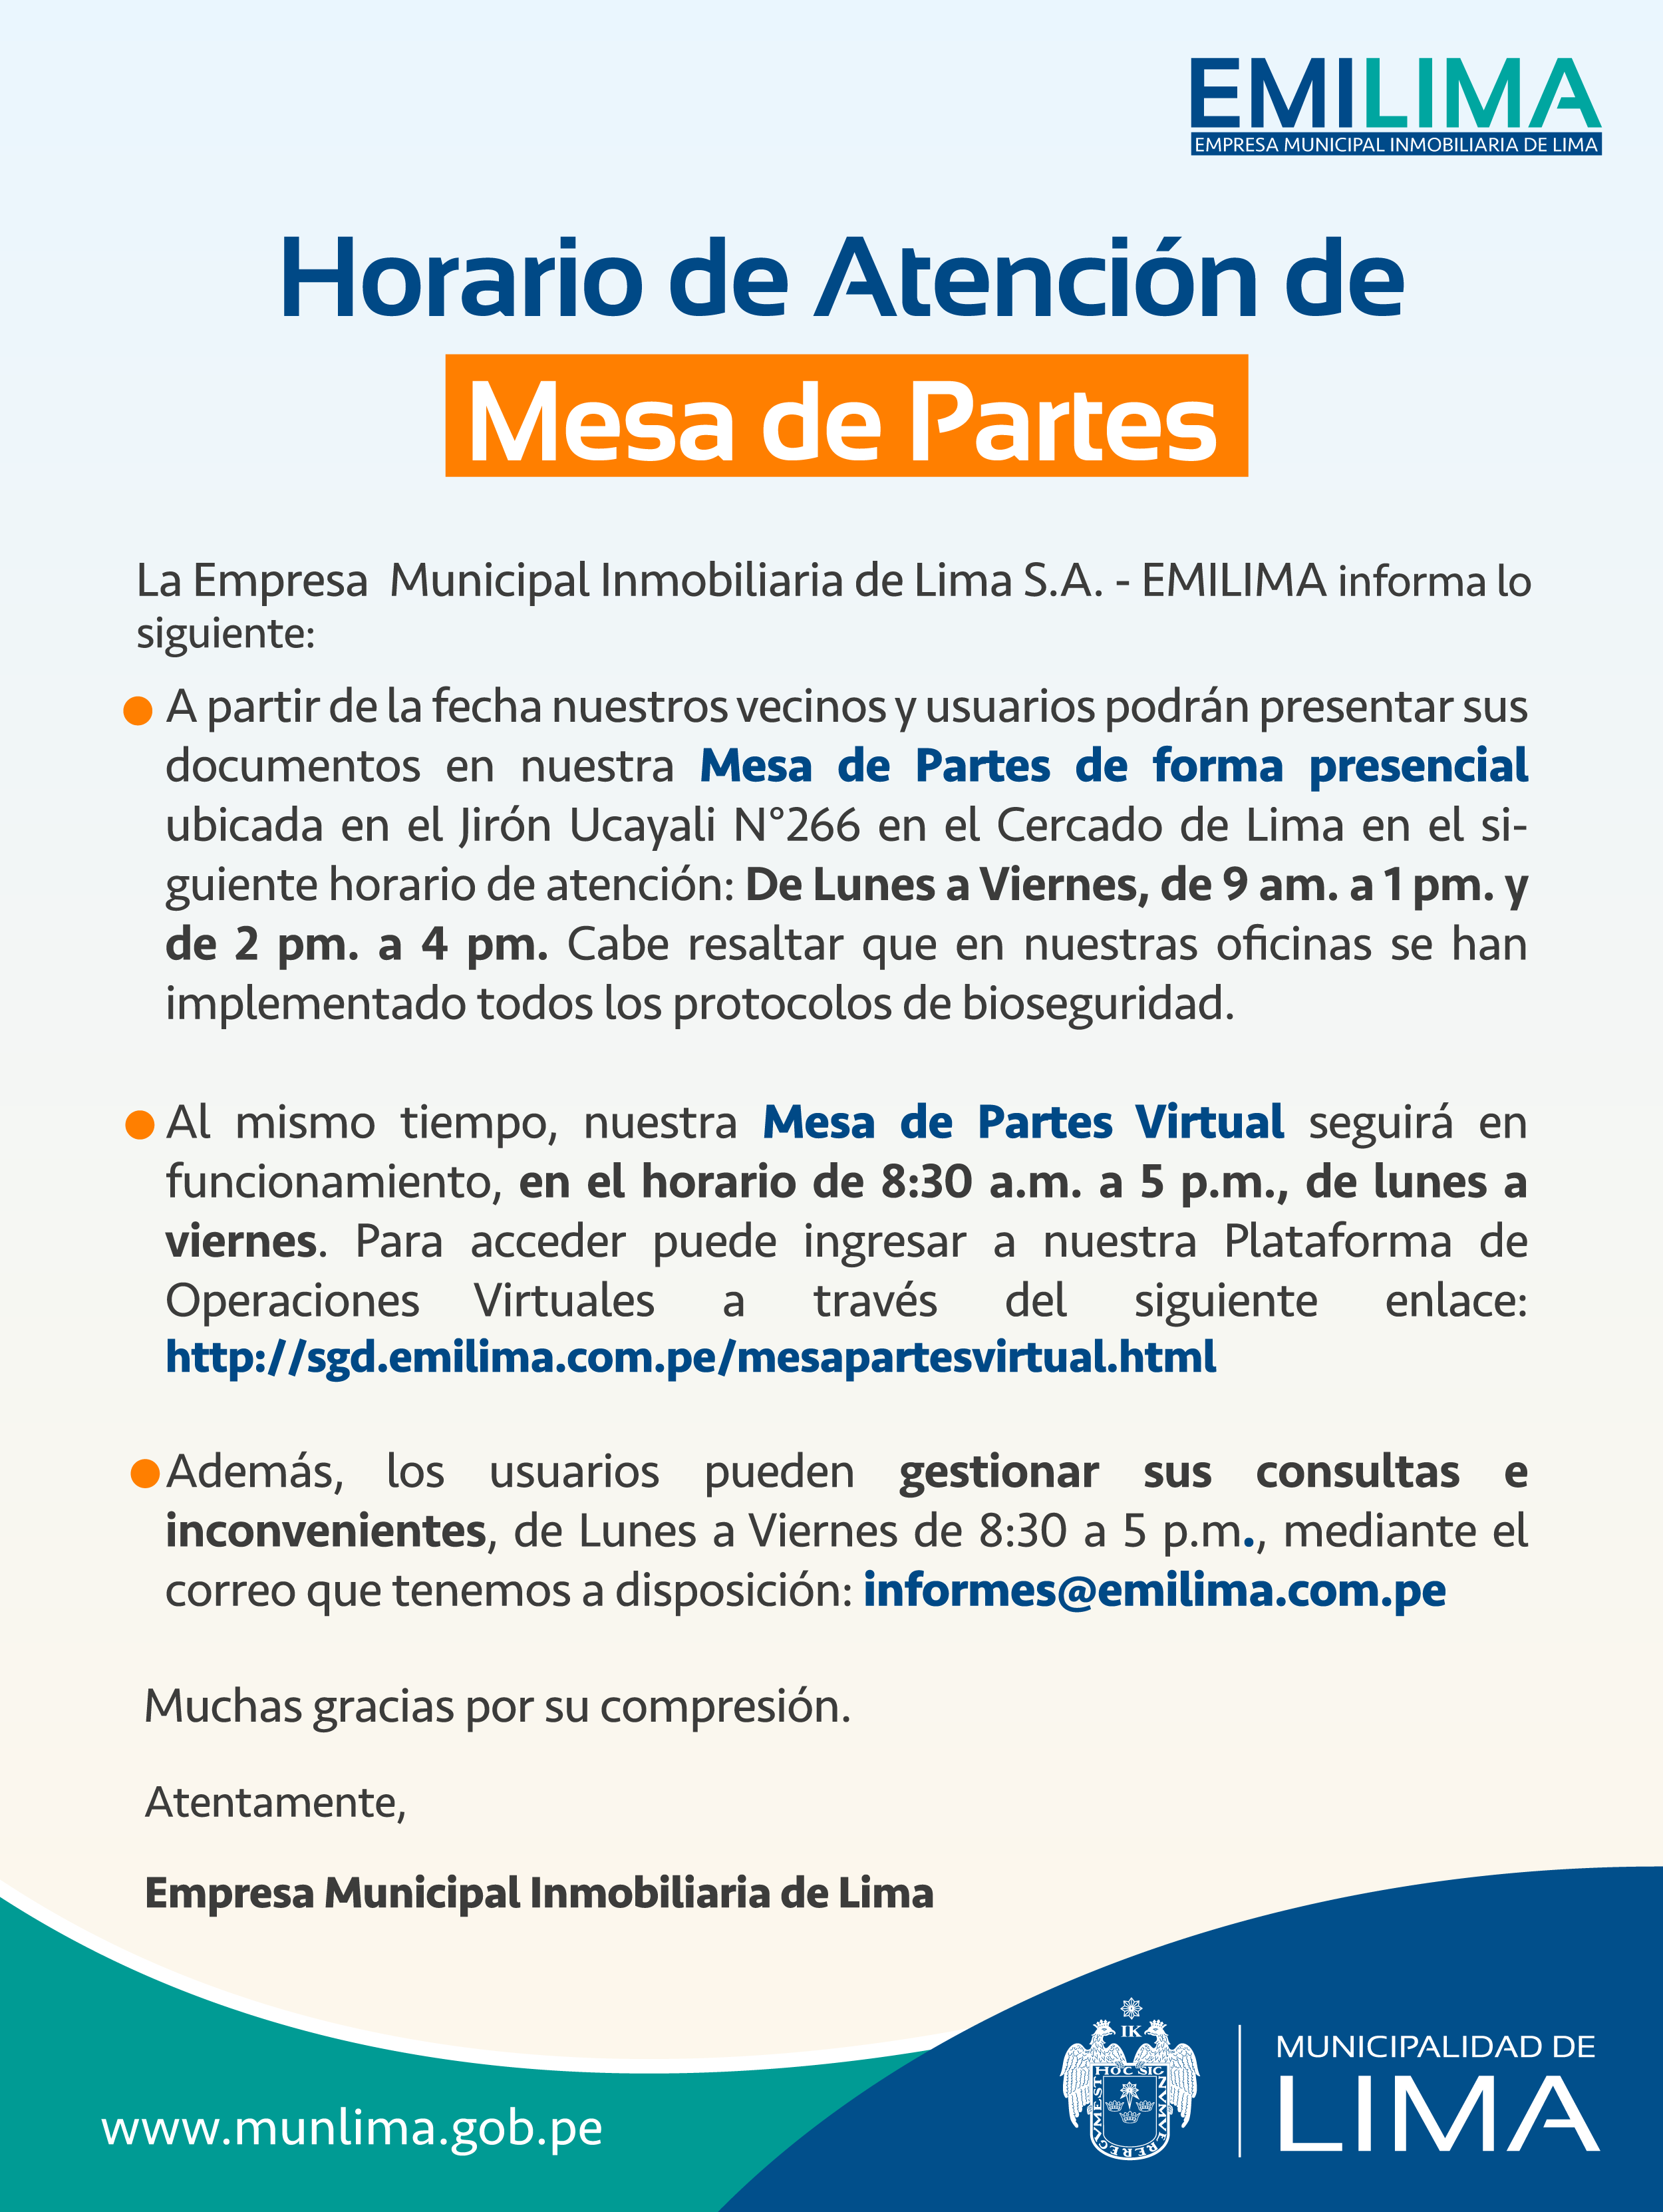 EMILIMA
EMPRESA MUNICIPAL INMOBILIARIA DE LIMA
Horario de Atención de
Mesa de Partes
La Empresa Municipal Inmobiliaria de Lima S.A. - EMILIMA informa lo
siguiente:
A partir de la fecha nuestros vecinos y usuarios podrán presentar sus
documentos en nuestra Mesa de Partes de forma presencial
ubicada en el Jirón Ucayali N°266 en el Cercado de Lima en el si-
guiente horario de atención: De Lunes a Viernes, de 9 am. a 1 pm. y
de 2 pm. a 4 pm. Cabe resaltar que en nuestras oficinas se han
implementado todos los protocolos de bioseguridad.
Al mismo tiempo, nuestra Mesa de Partes Virtual seguirá en
funcionamiento, en el horario de 8:30 a.m. a 5 p.m., de lunes a
viernes. Para acceder puede ingresar a nuestra Plataforma de
Operaciones Virtuales a través del siguiente enlace:
http://sgd.emilima.com.pe/mesapartesvirtual.html
Además, los usuarios pueden gestionar sus consultas e
inconvenientes, de Lunes a Viernes de 8:30 a 5 p.m., mediante el
correo que tenemos a disposición: informes@emilima.com.pe
Muchas gracias por su compresión.
Atentamente,
Empresa Municipal Inmobiliaria de Lima
www.munlima.gob.pe
IK
HOC SIG
NVMVEREREGVMEST
MUNICIPALIDAD DE
LIMA